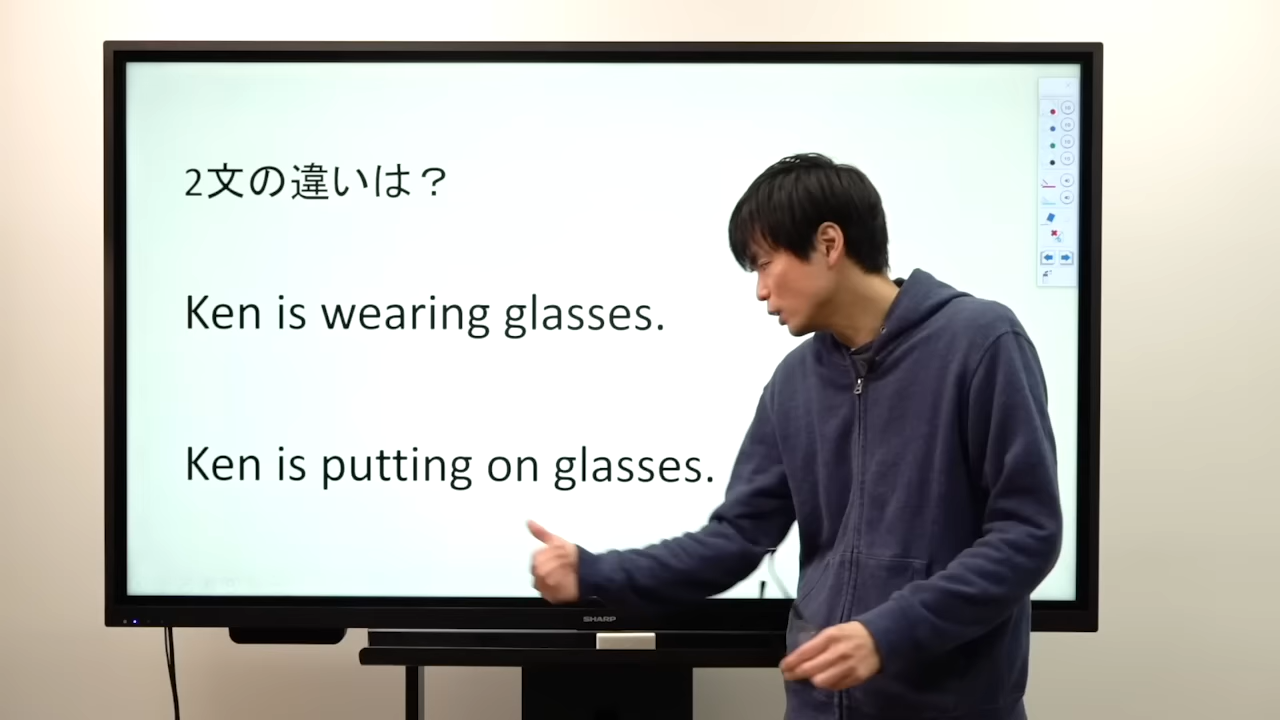 2文の違いは？
Ken is wearing glasses.
Ken is putting on glasses.
SHARP